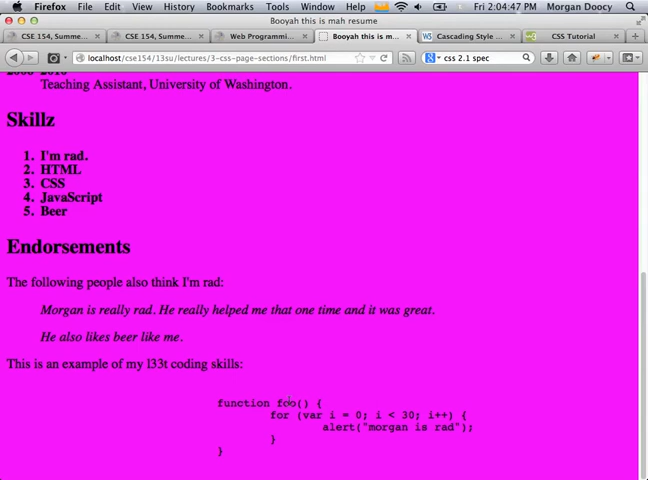 Firefox File Edit View History Bookmarks Tools Window Help Fri 2:04:47 PM Morgan Doocy
Booyah this is mah resume
CSE 154, Summe... CSE 154, Summe... Web Programmi... Booyah this is m... Cascading Style ... CSS Tutorial
localhost/cse154/13su/lectures/3-css-page-sections/first.html css 2.1 spec
Teaching Assistant, University of Washington.
Skillz
1. I'm rad.
2. HTML
3. CSS
4. JavaScript
5. Beer
Endorsements
The following people also think I'm rad:
Morgan is really rad. He really helped me that one time and it was great.
He also likes beer like me.
This is an example of my l33t coding skills:
function foo() {
for (var i = 0; i < 30; i++) {
alert("morgan is rad");
}
}